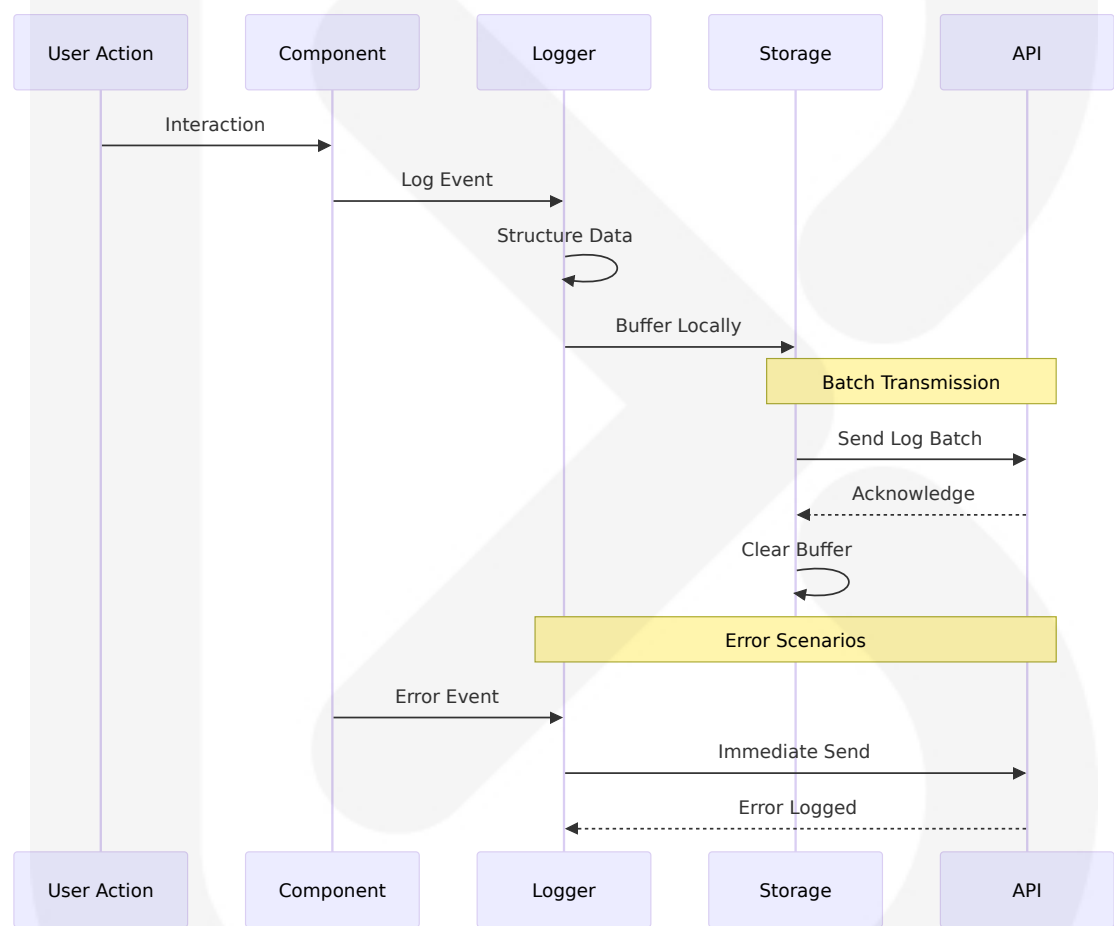 User Action
Component
Logger
Storage
API
Interaction
Log Event
Structure Data
Buffer Locally
Batch Transmission
Send Log Batch
Acknowledge
Clear Buffer
Error Scenarios
Error Event
Immediate Send
Error Logged
User Action
Component
Logger
Storage
API